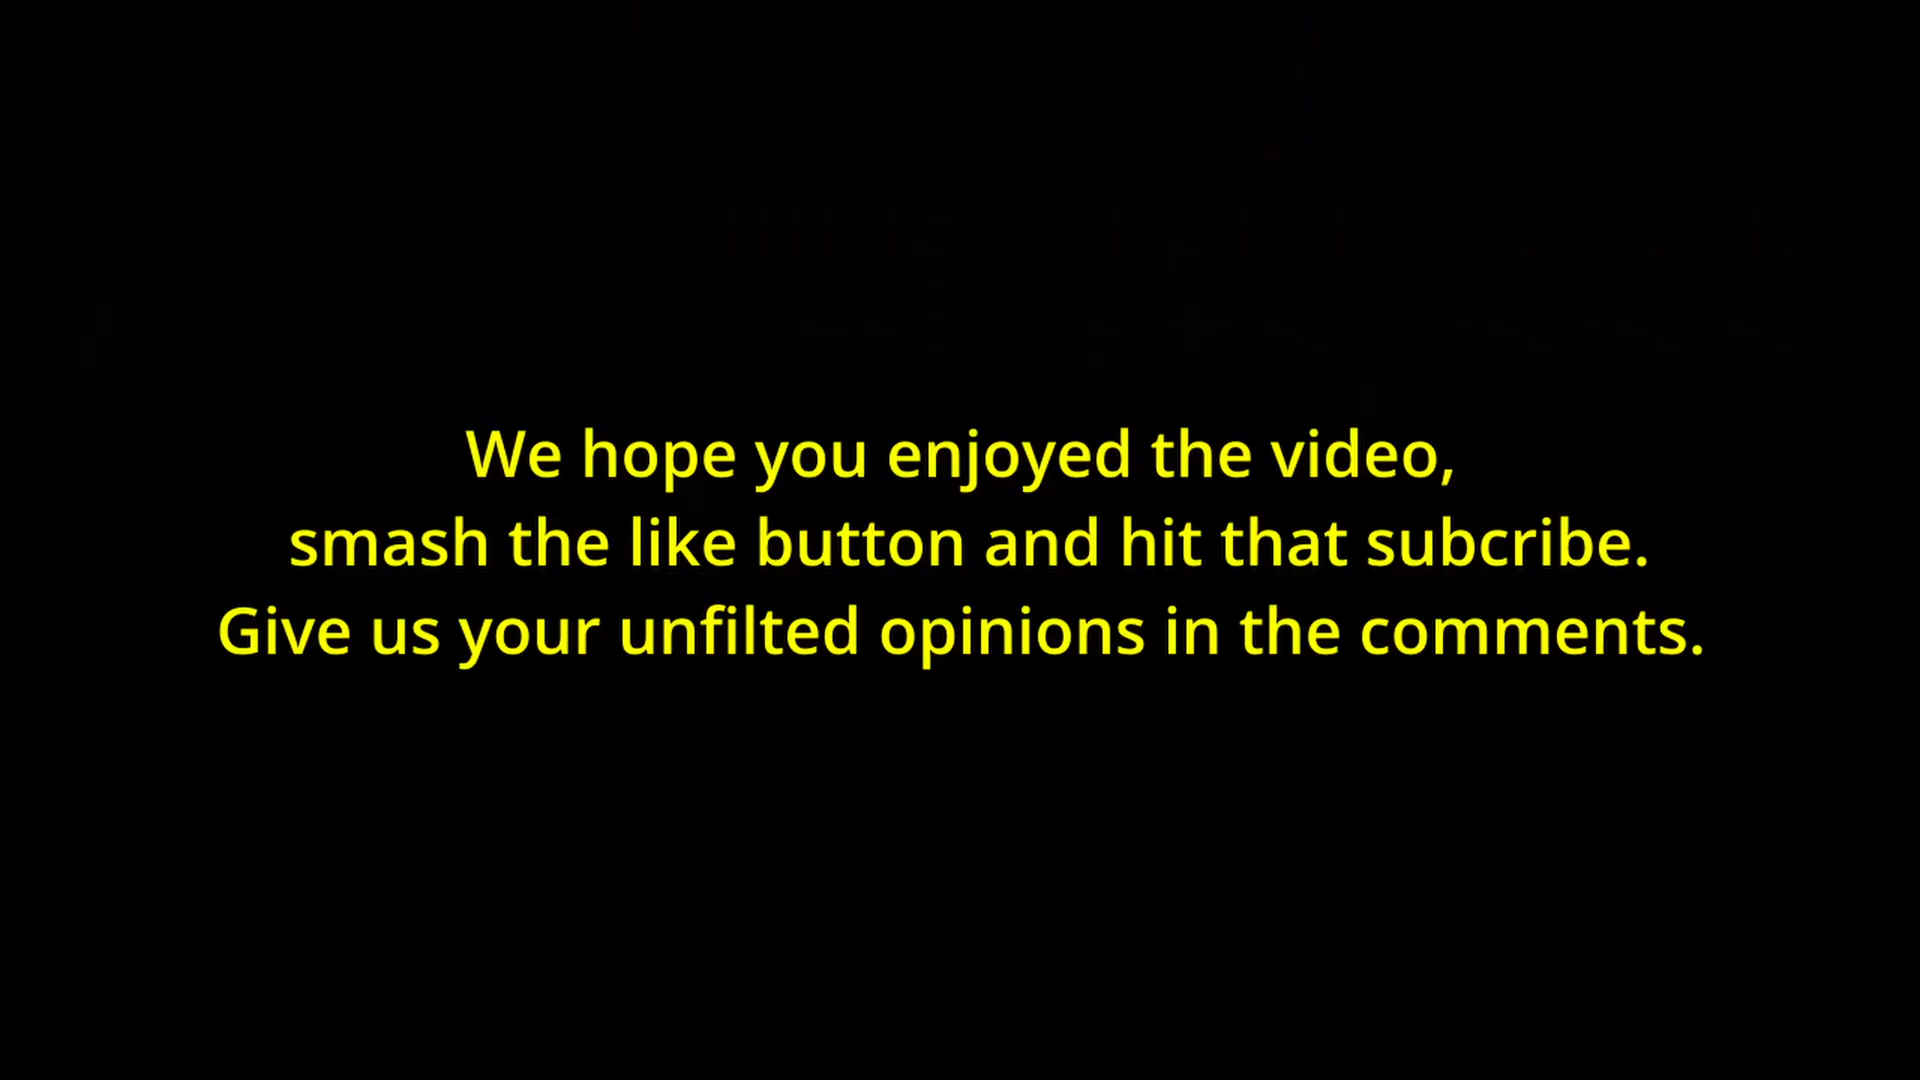 We hope you enjoyed the video,
smash the like button and hit that subcribe.
Give us your unfilted opinions in the comments.